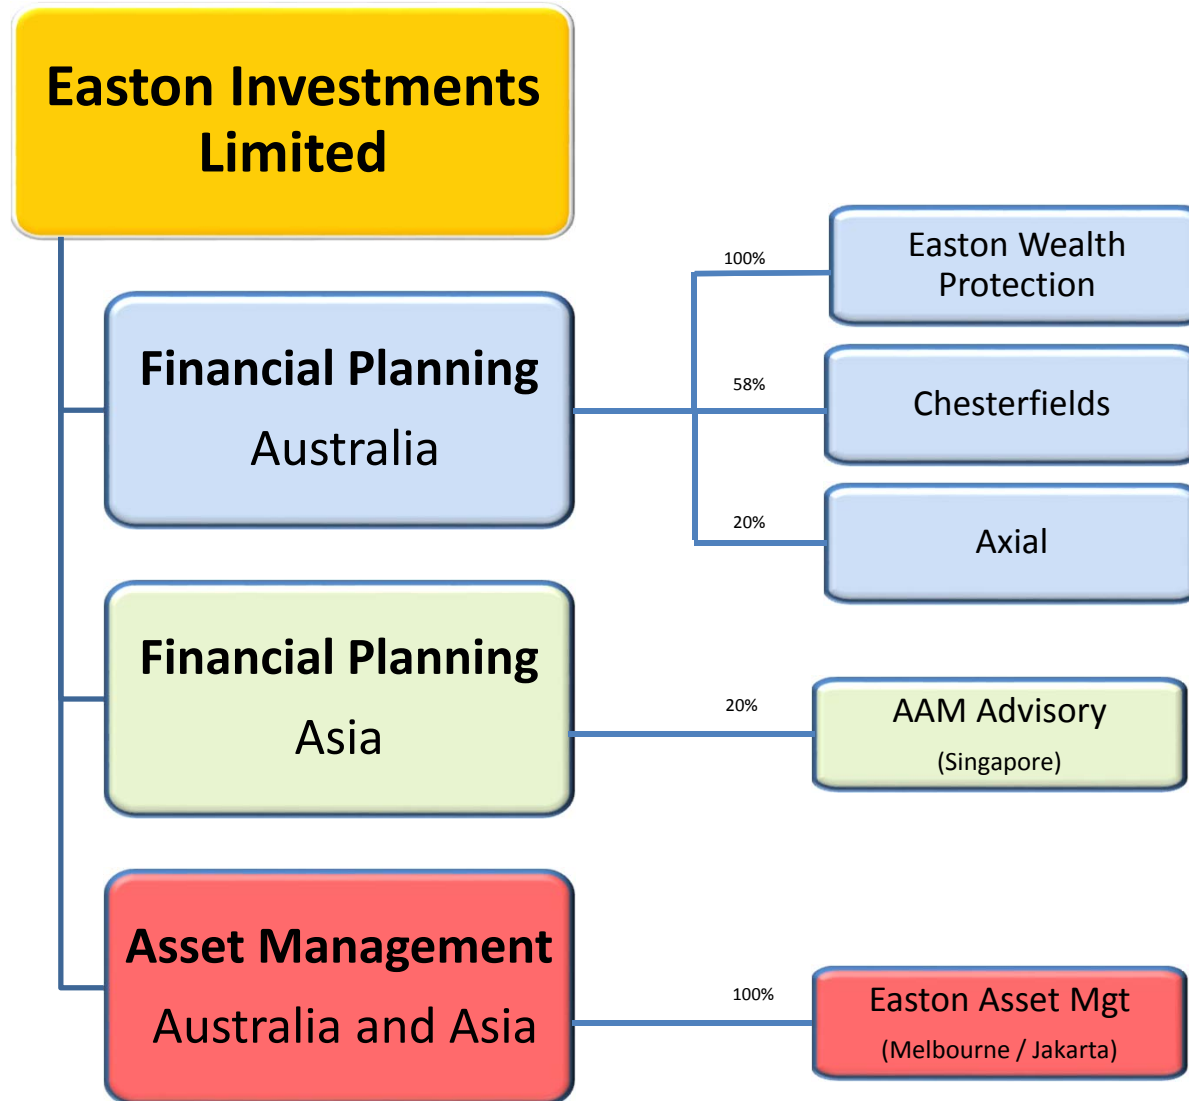 Easton Investments
Limited
Financial Planning
Australia
100%
Easton Wealth
Protection
58%
Chesterfields
20%
Axial
Financial Planning
Asia
20%
AAM Advisory
(Singapore)
Asset Management
Australia and Asia
100%
Easton Asset Mgt
(Melbourne / Jakarta)